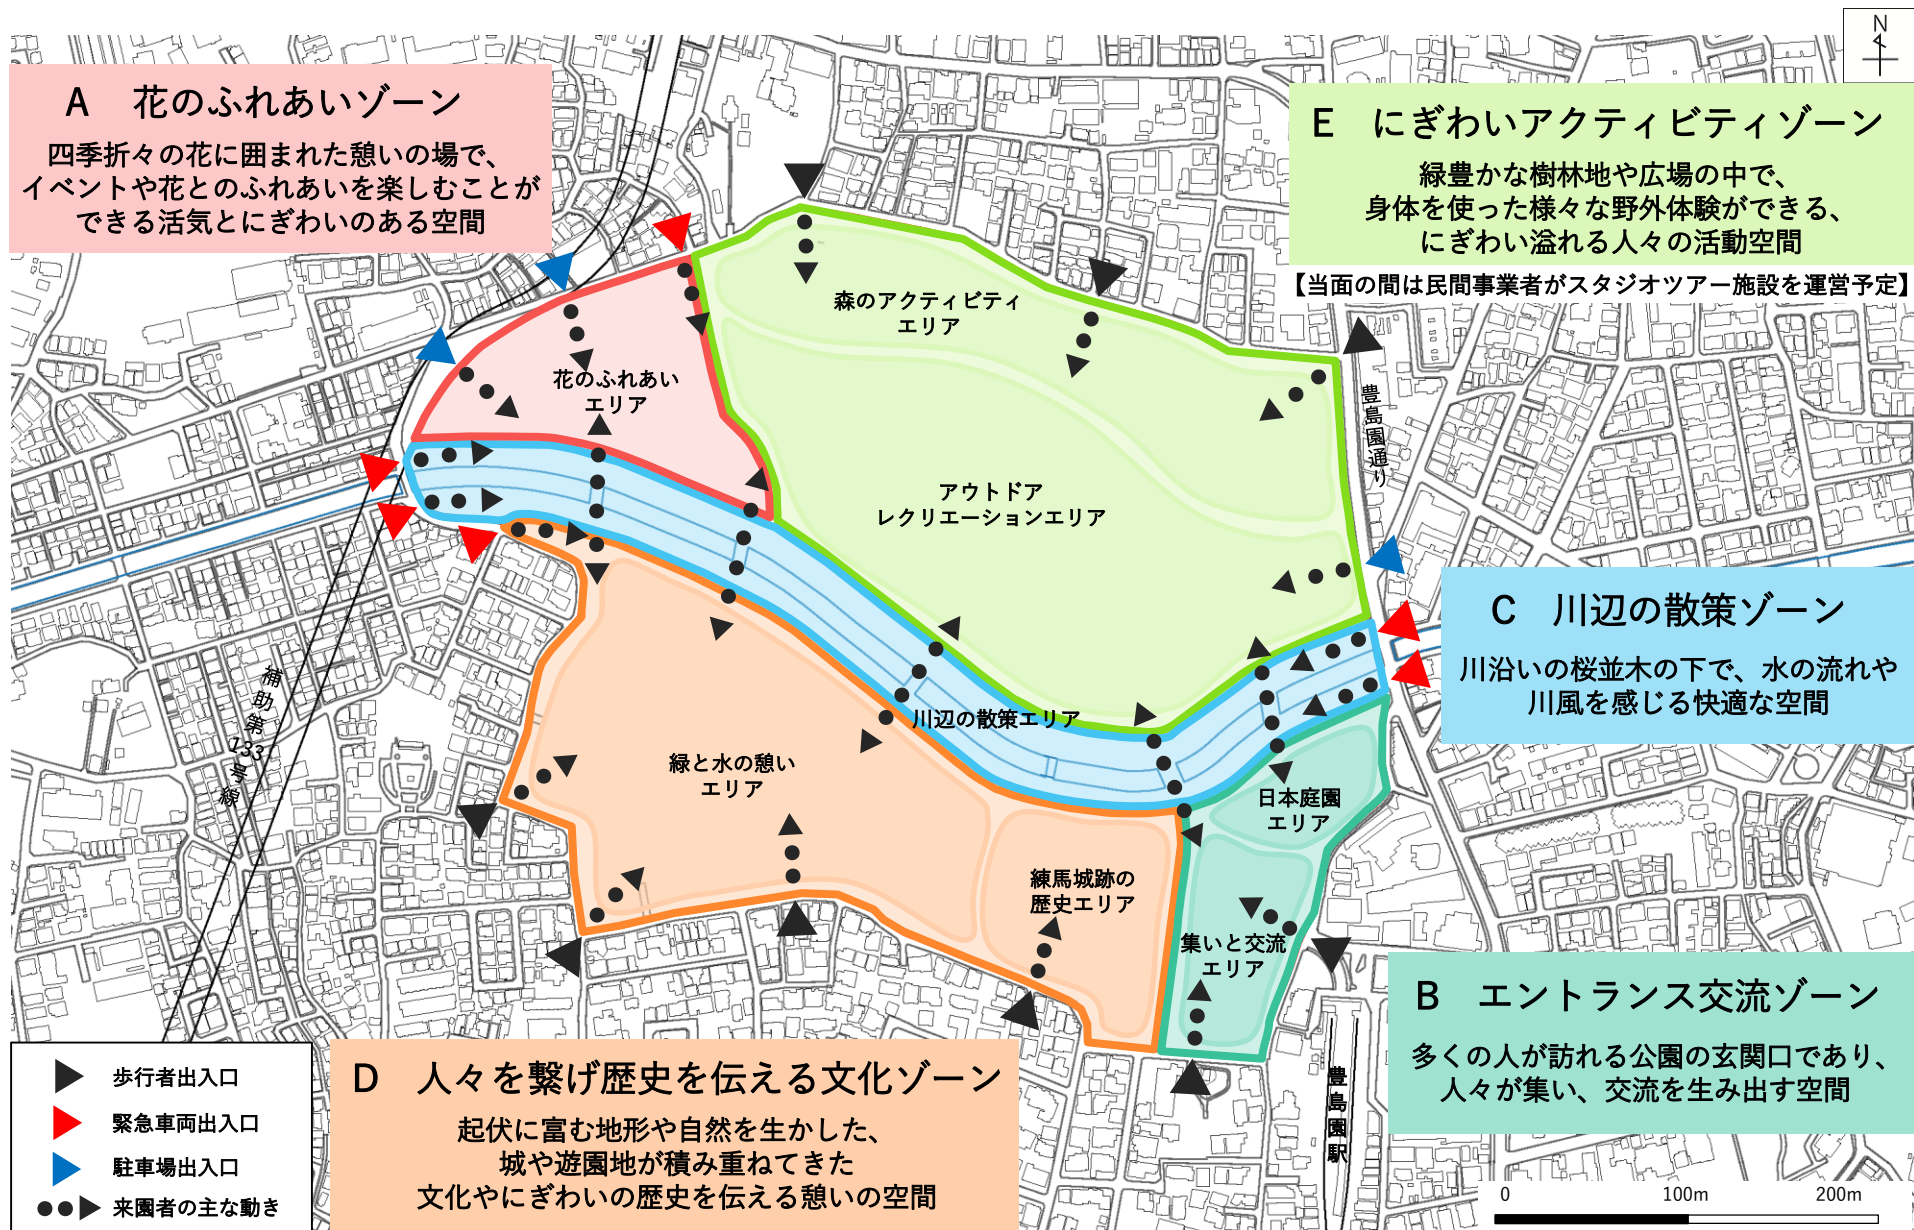 N
A 花のふれあいゾーン
四季折々の花に囲まれた憩いの場で、
イベントや花とのふれあいを楽しむことが
できる活気とにぎわいのある空間
E にぎわいアクティビティゾーン
緑豊かな樹林地や広場の中で、
身体を使った様々な野外体験ができる、
にぎわい溢れる人々の活動空間
【当面の間は民間事業者がスタジオツアー施設を運営予定】
森のアクティビティ
エリア
花のふれあい
エリア
豊島園通り
アウトドア
レクリエーションエリア
C 川辺の散策ゾーン
川沿いの桜並木の下で、水の流れや
川風を感じる快適な空間
補助第133号線
川辺の散策エリア
緑と水の憩い
エリア
日本庭園
エリア
練馬城跡の
歴史エリア
集いと交流
エリア
B エントランス交流ゾーン
多くの人が訪れる公園の玄関口であり、
人々が集い、交流を生み出す空間
豊島園駅
D 人々を繋げ歴史を伝える文化ゾーン
起伏に富む地形や自然を生かした、
城や遊園地が積み重ねてきた
文化やにぎわいの歴史を伝える憩いの空間
歩行者出入口
緊急車両出入口
駐車場出入口
来園者の主な動き
0 100m 200m